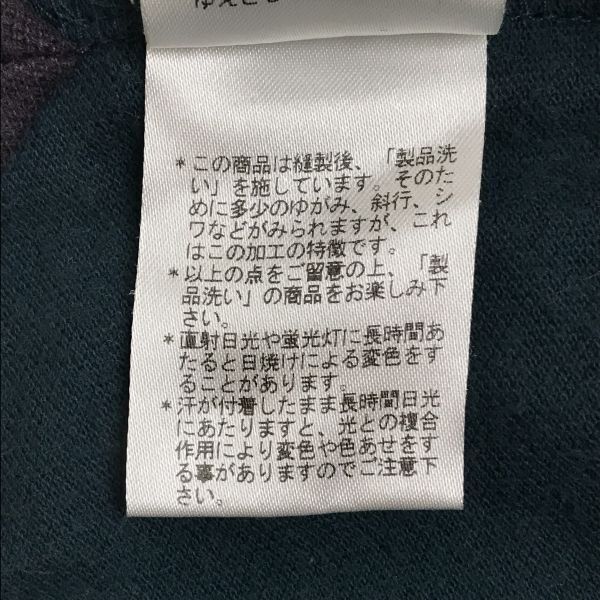 * この商品は縫製後、「製品洗
い」を施しています。そのた
めに多少のゆがみ、斜行、シ
ワなどがみられますが、これ
はこの加工の特徴です。
* 以上の点をご留意の上、「製
品洗い」の商品をお楽しみ下
さい。
* 直射日光や蛍光灯に長時間あ
たると日焼けによる変色をす
ることがあります。
* 汗が付着したまま長時間日光
にあたりますと、光との複合
作用により変色や色あせをす
る事がありますのでご注意下
さい。